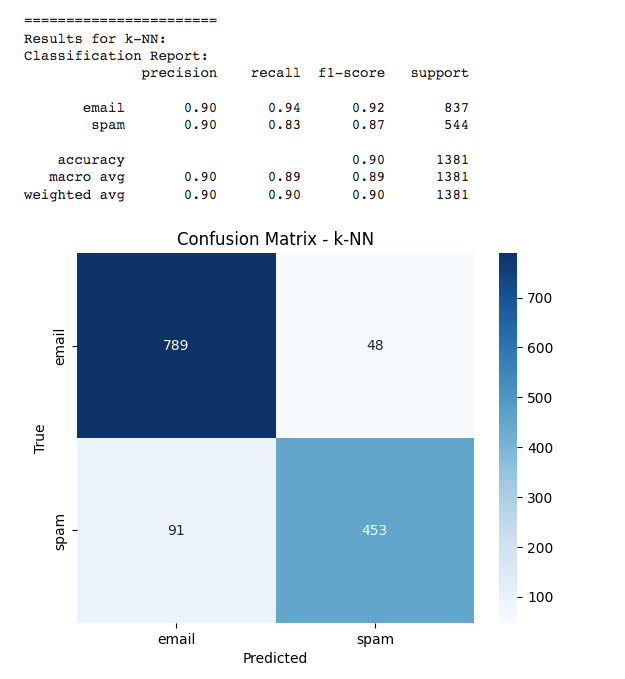 =======================
Results for k-NN:
Classification Report:
precision recall f1-score support
email 0.90 0.94 0.92 837
spam 0.90 0.83 0.87 544
accuracy 0.90 1381
macro avg 0.90 0.89 0.89 1381
weighted avg 0.90 0.90 0.90 1381
Confusion Matrix - k-NN
700
600
500
400
300
200
100
True
email
789 48
spam
91 453
email spam
Predicted